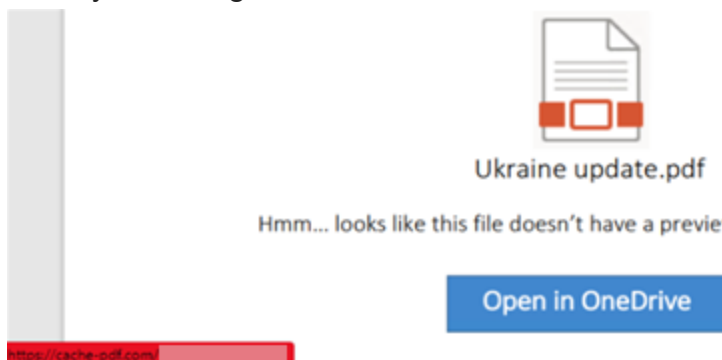 Ukraine update.pdf
Hmm... looks like this file doesn't have a previe
Open in OneDrive
https://cache-pdf.com/